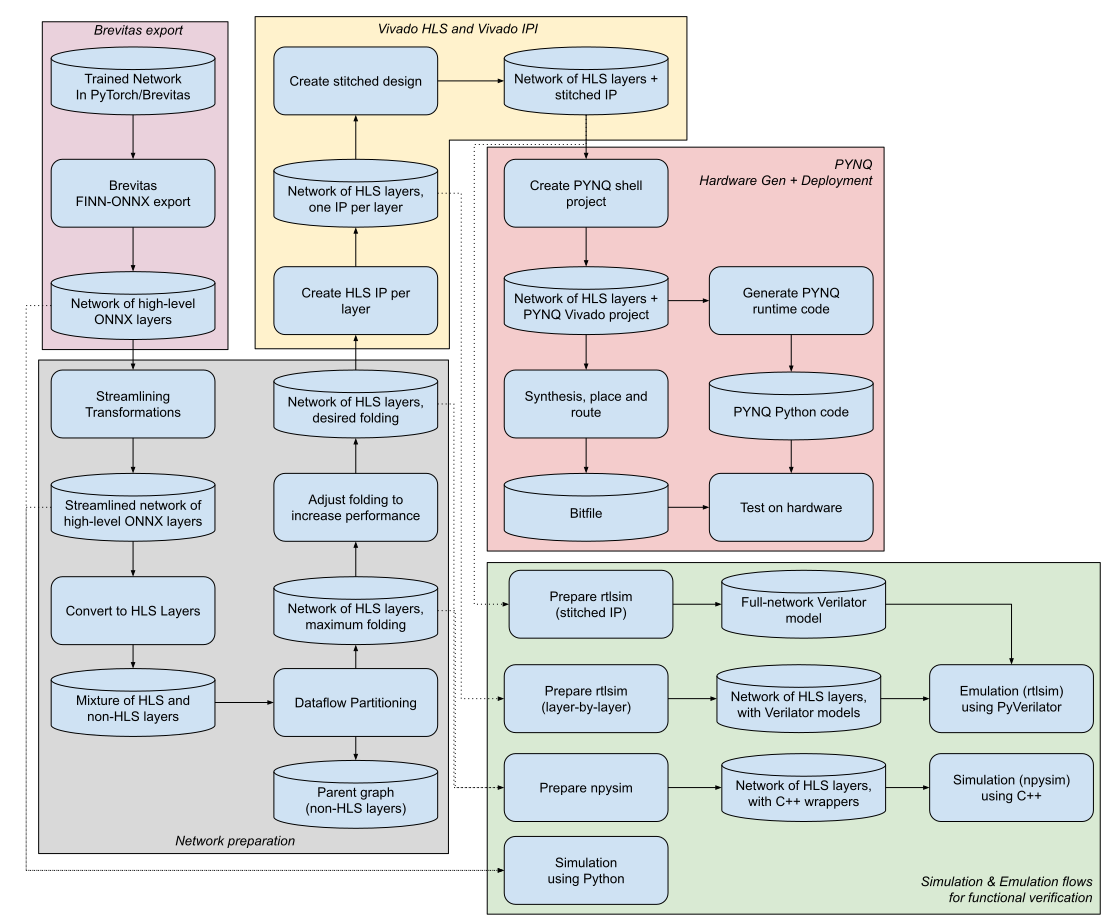 Brevitas export
Trained Network
In PyTorch/Brevitas
Brevitas
FINN-ONNX export
Network of high-level
ONNX layers
Vivado HLS and Vivado IPI
Create stitched design
Network of HLS layers +
stitched IP
Network of HLS layers,
one IP per layer
Create HLS IP per
layer
PYNQ
Hardware Gen + Deployment
Create PYNQ shell
project
Network of HLS layers +
PYNQ Vivado project
Generate PYNQ
runtime code
Synthesis, place and
route
PYNQ Python code
Bitfile
Test on hardware
Streamlining
Transformations
Streamlined network of
high-level ONNX layers
Convert to HLS Layers
Mixture of HLS and
non-HLS layers
Network of HLS layers,
desired folding
Adjust folding to
increase performance
Network of HLS layers,
maximum folding
Dataflow Partitioning
Parent graph
(non-HLS layers)
Network preparation
Prepare rtlsim
(stitched IP)
Full-network Verilator
model
Prepare rtlsim
(layer-by-layer)
Network of HLS layers,
with Verilator models
Emulation (rtlsim)
using PyVerilator
Prepare npysim
Network of HLS layers,
with C++ wrappers
Simulation (npysim)
using C++
Simulation
using Python
Simulation & Emulation flows
for functional verification